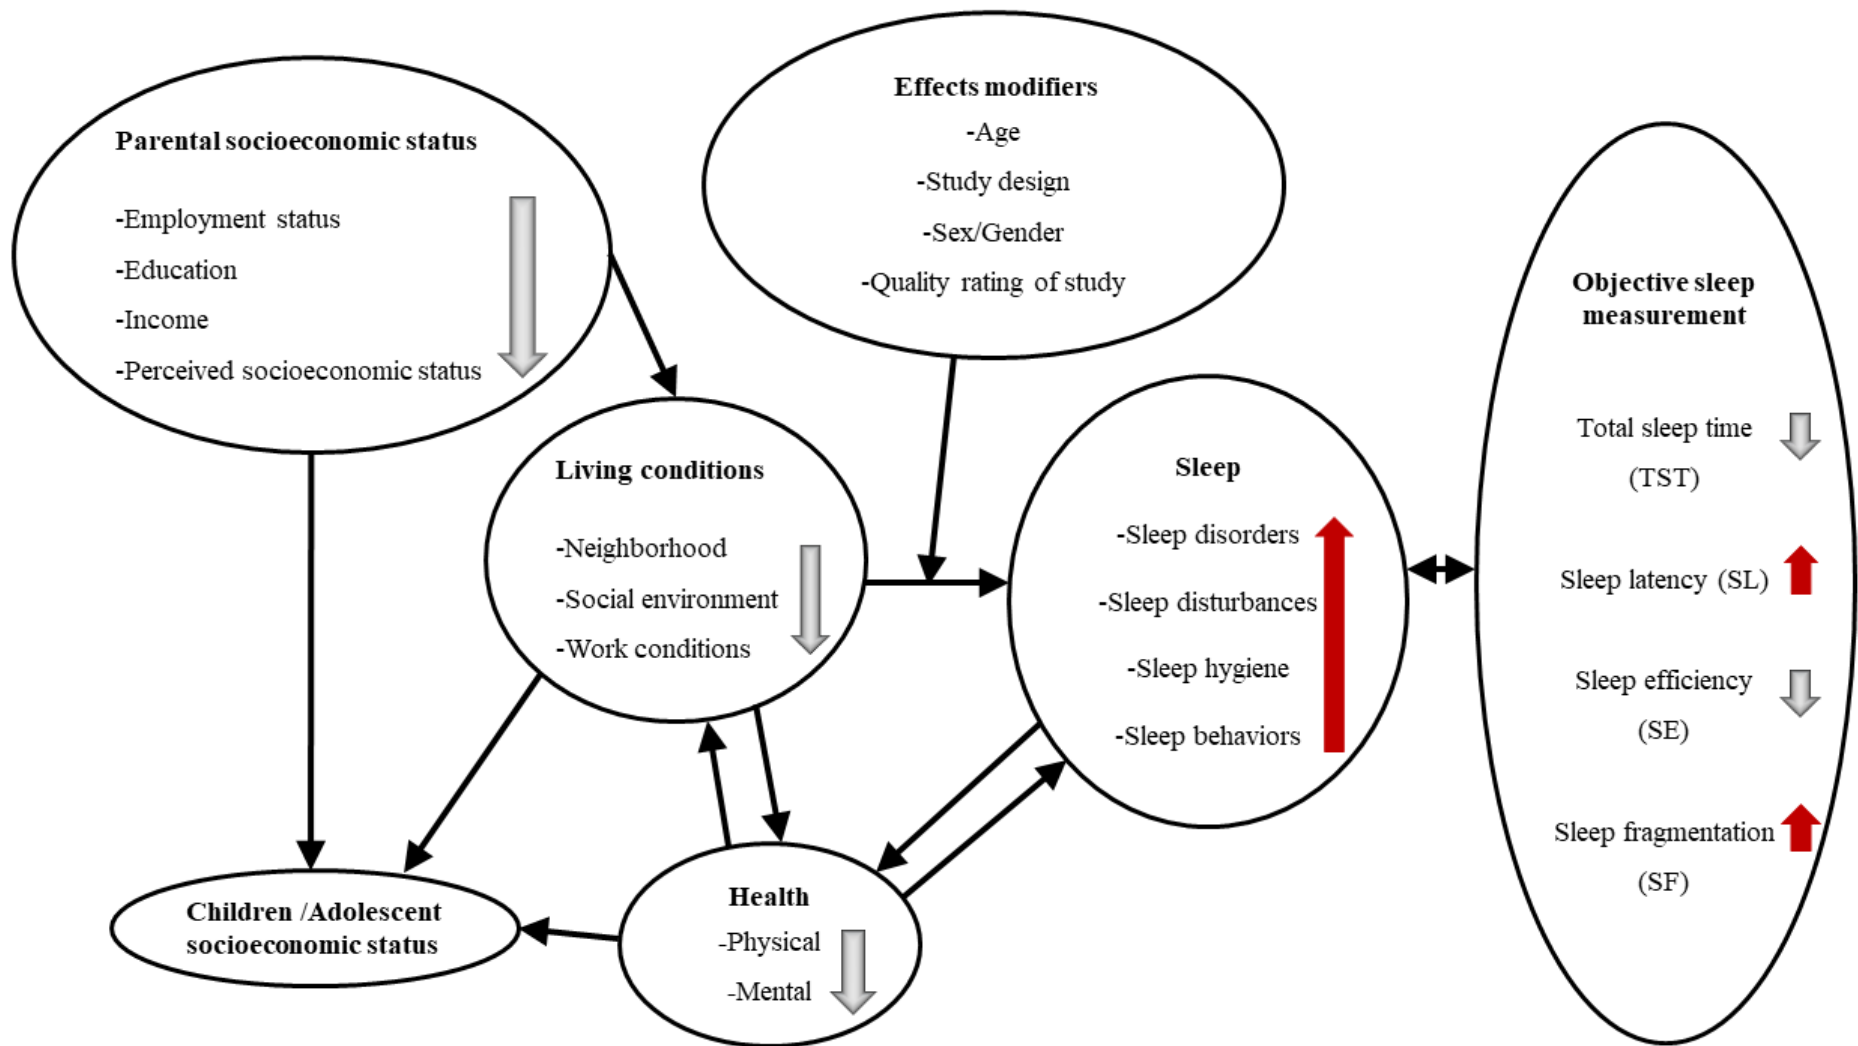 Parental socioeconomic status
-Employment status
-Education
-Income
-Perceived socioeconomic status
Effects modifiers
-Age
-Study design
-Sex/Gender
-Quality rating of study
Living conditions
-Neighborhood
-Social environment
-Work conditions
Sleep
-Sleep disorders
-Sleep disturbances
-Sleep hygiene
-Sleep behaviors
Objective sleep
measurement
Total sleep time
(TST)
Sleep latency (SL)
Sleep efficiency
(SE)
Sleep fragmentation
(SF)
Children /Adolescent
socioeconomic status
Health
-Physical
-Mental